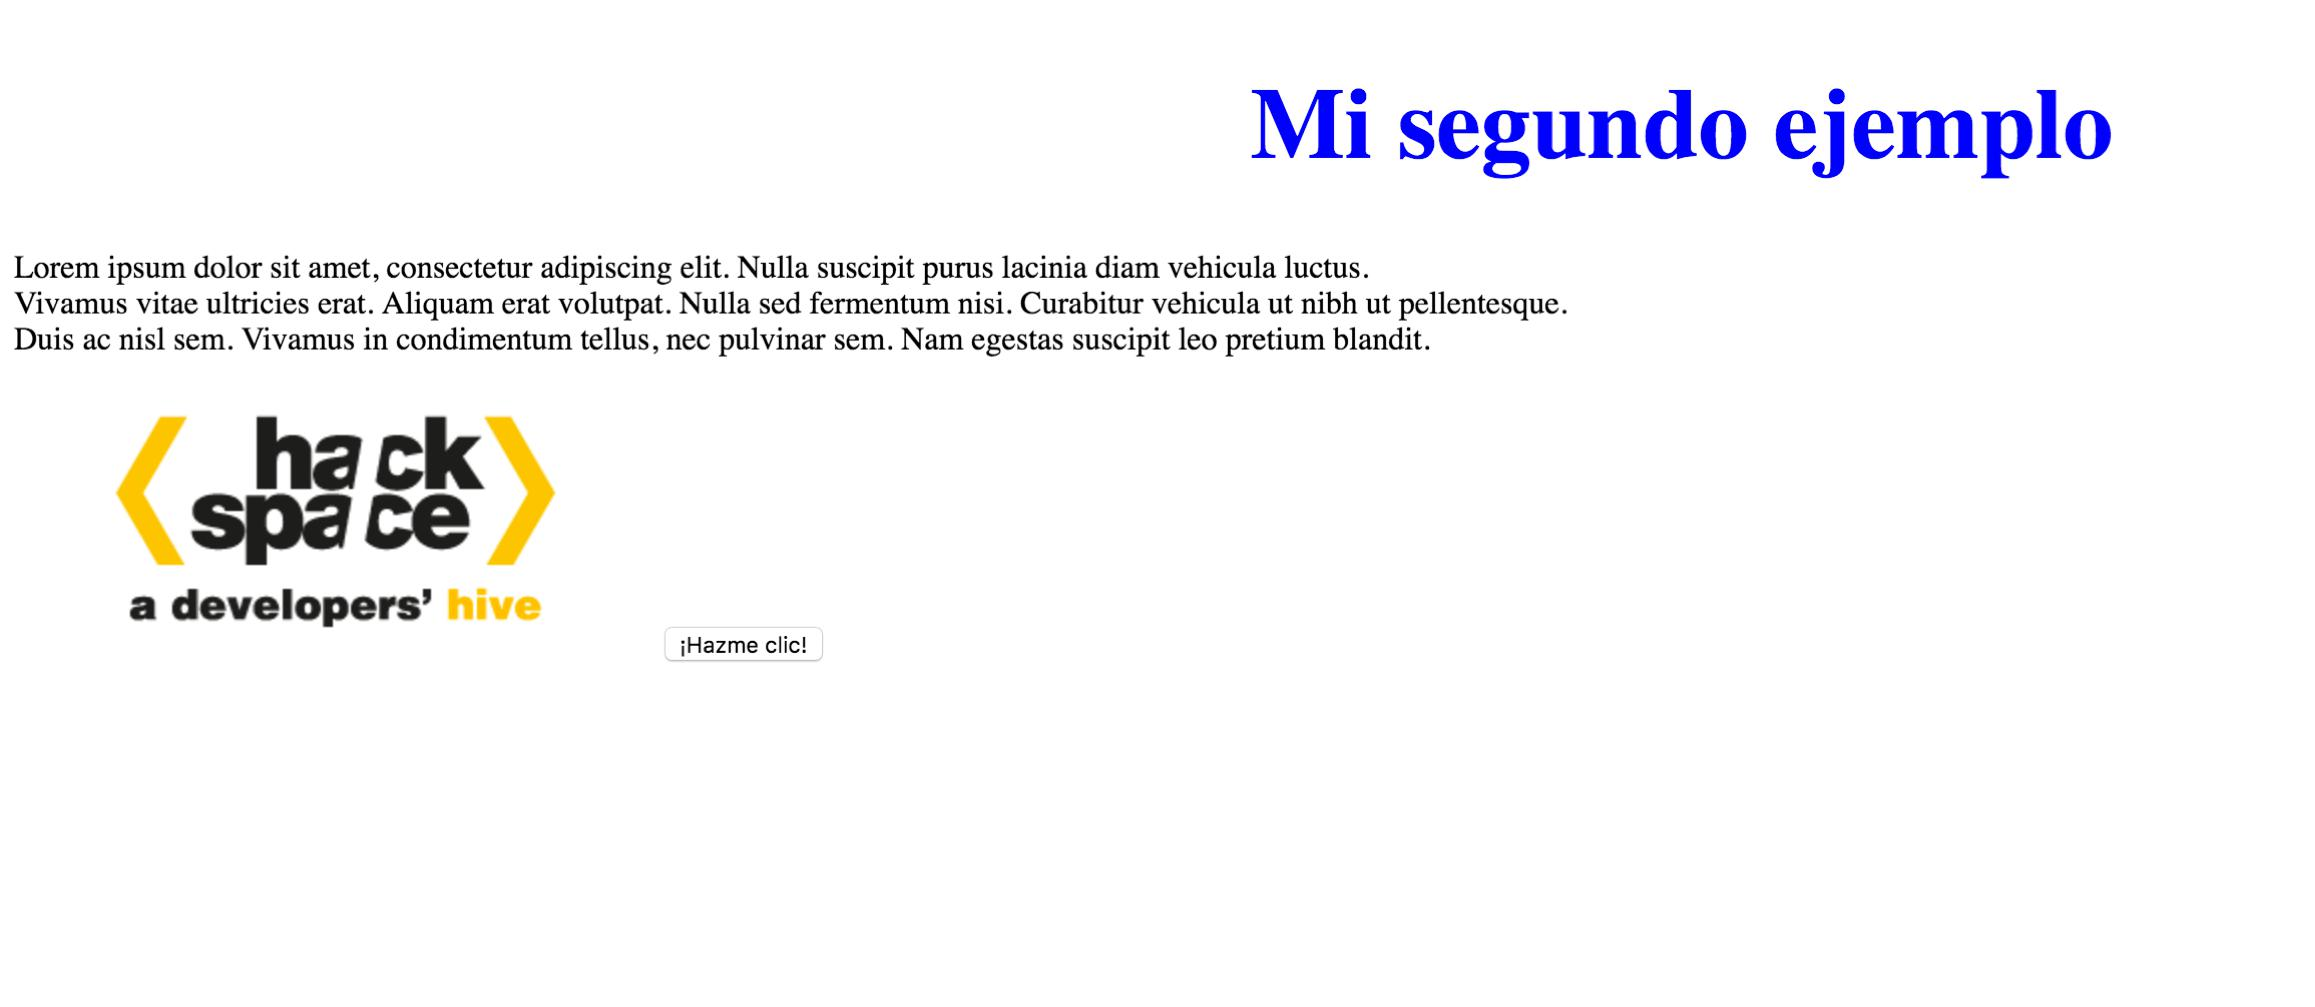 Mi segundo ejemplo
Lorem ipsum dolor sit amet, consectetur adipiscing elit. Nulla suscipit purus lacinia diam vehicula luctus.
Vivamus vitae ultricies erat. Aliquam erat volutpat. Nulla sed fermentum nisi. Curabitur vehicula ut nibh ut pellentesque.
Duis ac nisl sem. Vivamus in condimentum tellus, nec pulvinar sem. Nam egestas suscipit leo pretium blandit.
hack
space
a developers’ hive
¡Hazme clic!